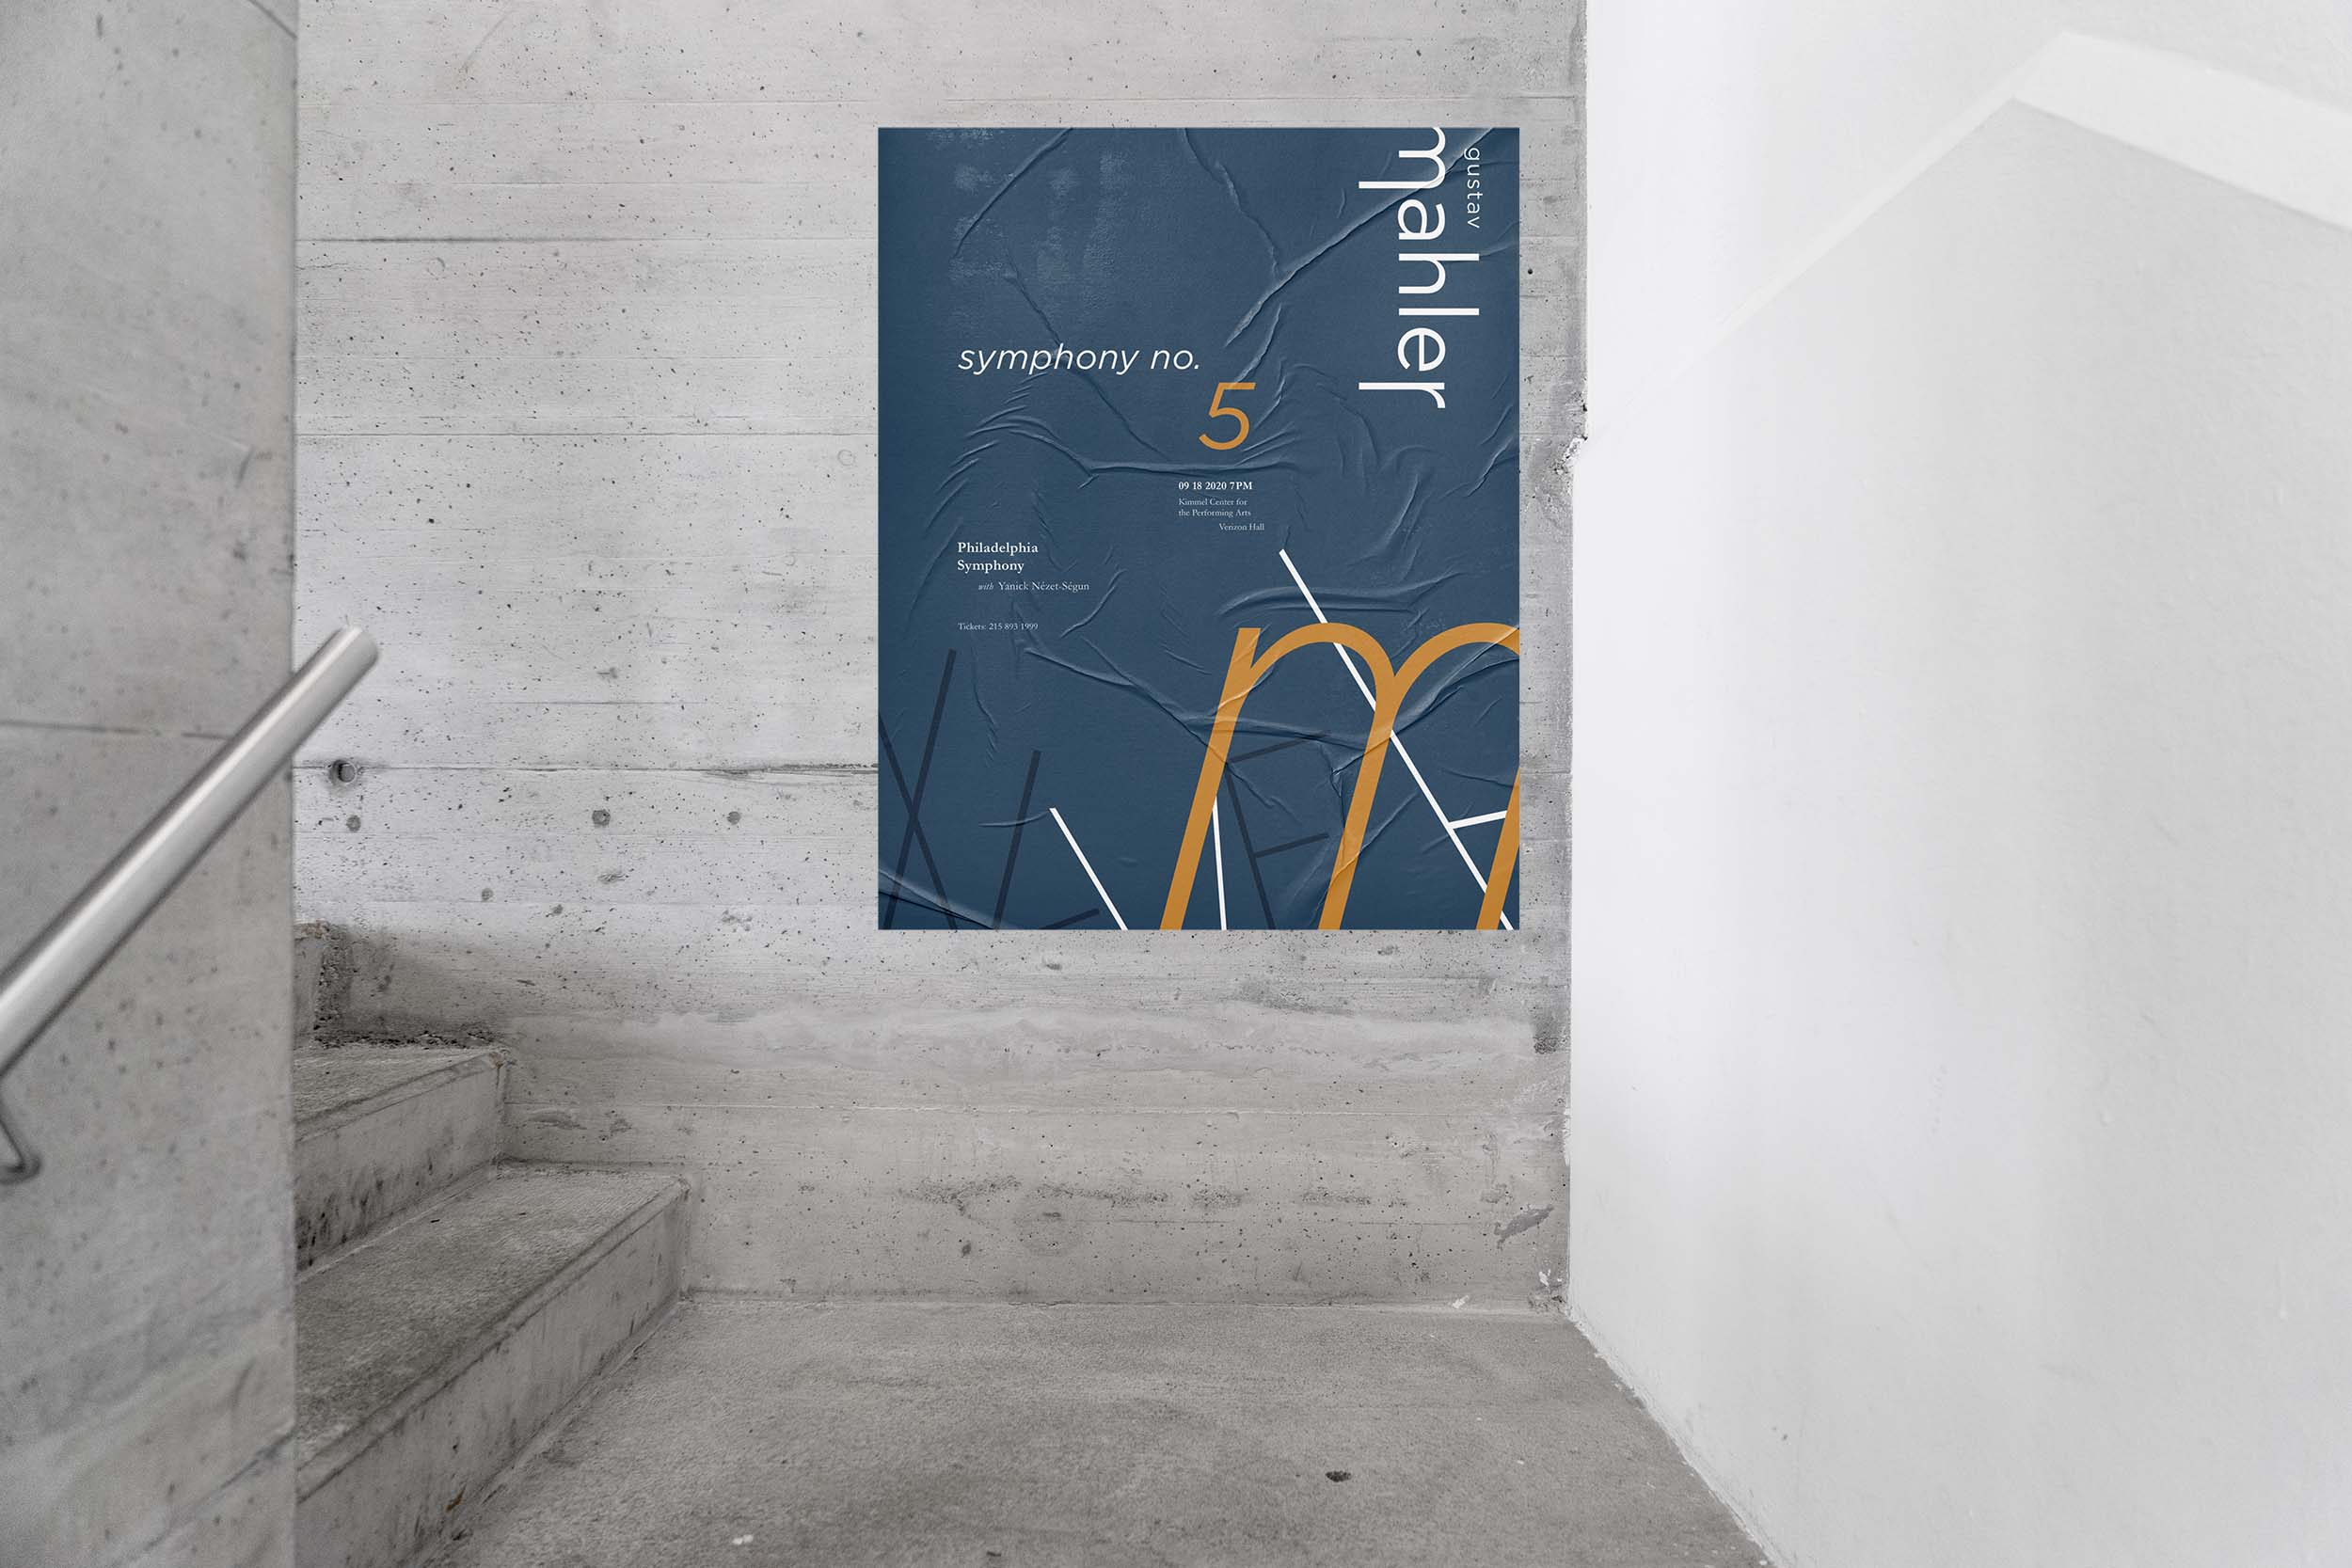 gustav
mahler
symphony no.
5
09 18 2020 7PM
Kimmel Center for
the Performing Arts
Verizon Hall
Philadelphia
Symphony
with Yanick Nézet-Ségun
Tickets: 215 893 1999
m